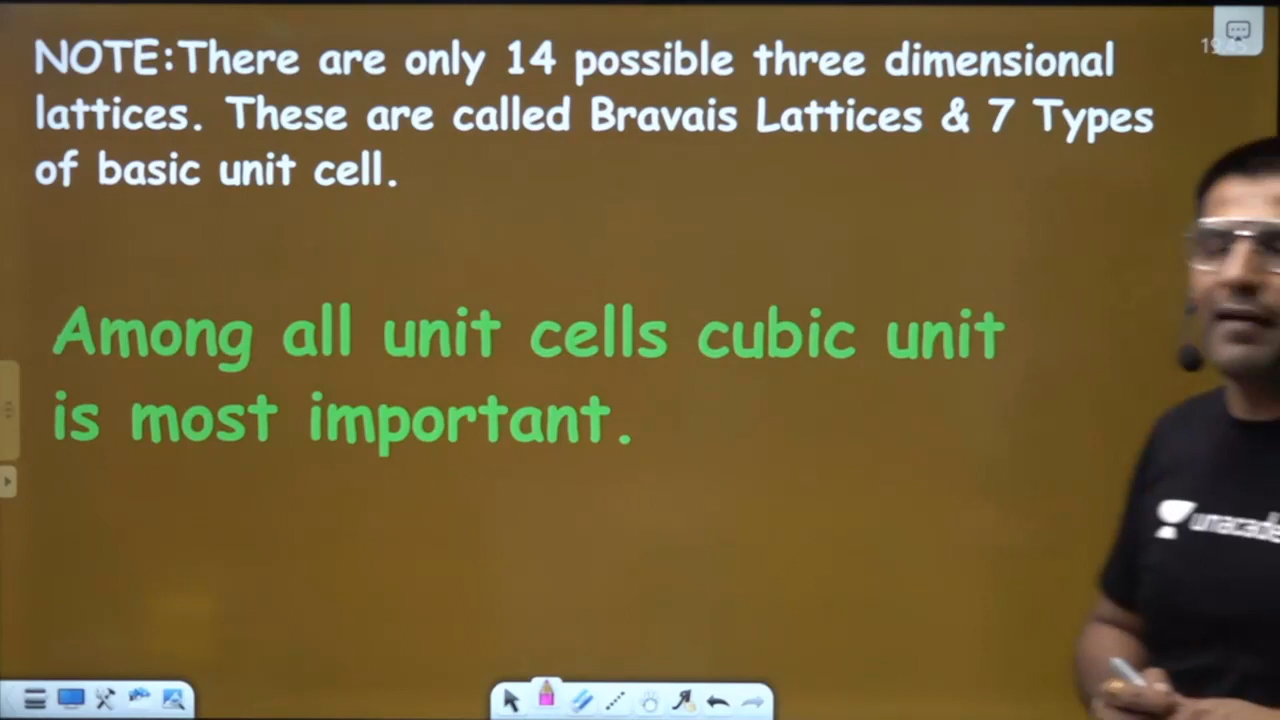 NOTE:There are only 14 possible three dimensional
lattices. These are called Bravais Lattices & 7 Types
of basic unit cell.
Among all unit cells cubic unit
is most important.